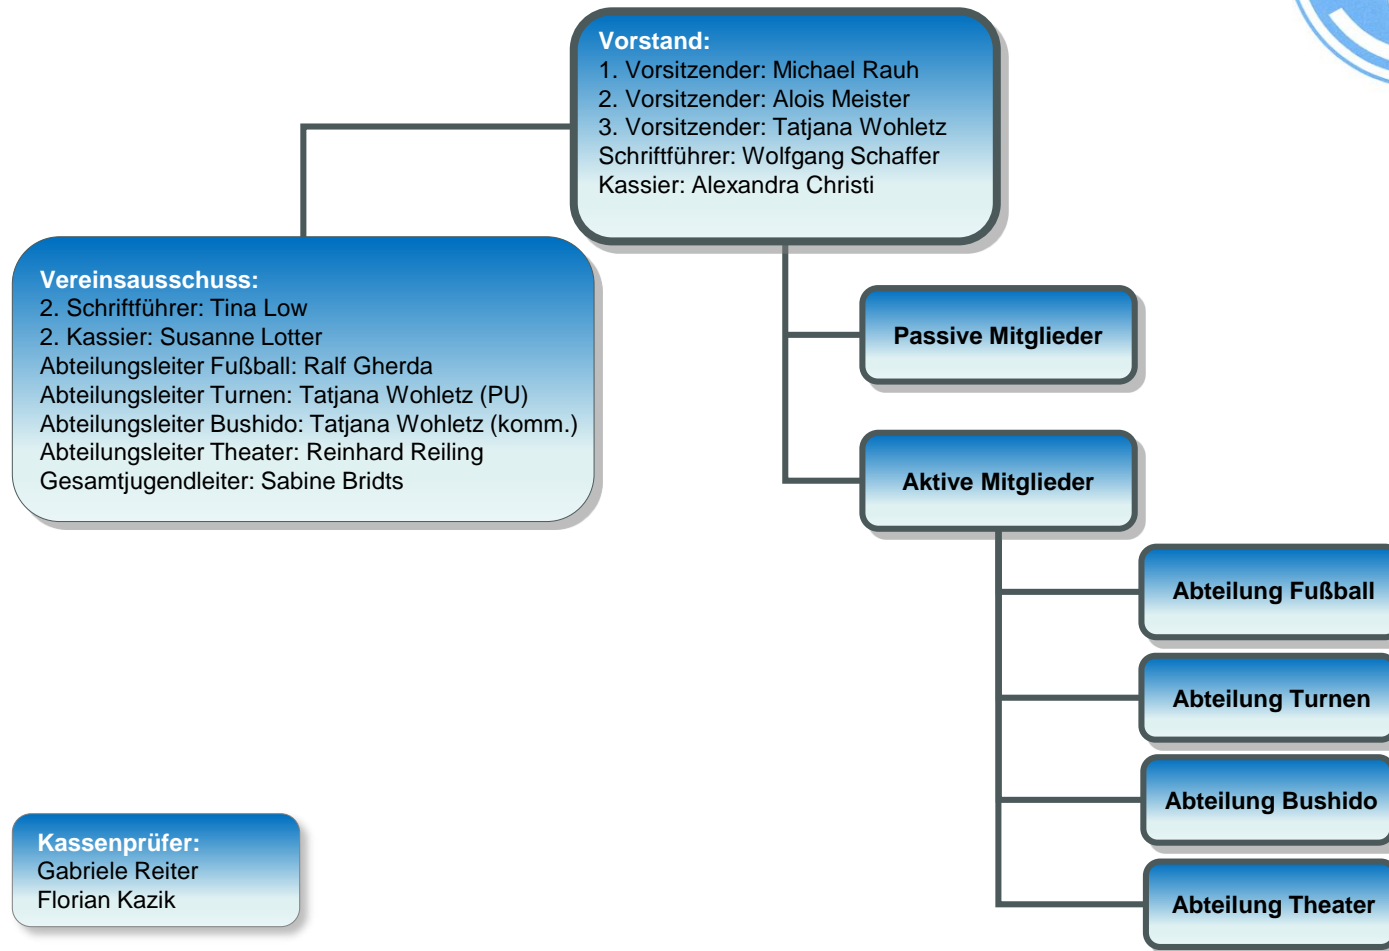 Vorstand:
1. Vorsitzender: Michael Rauh
2. Vorsitzender: Alois Meister
3. Vorsitzender: Tatjana Wohletz
Schriftführer: Wolfgang Schaffer
Kassier: Alexandra Christi
Vereinsausschuss:
2. Schriftführer: Tina Low
2. Kassier: Susanne Lotter
Abteilungsleiter Fußball: Ralf Gherda
Abteilungsleiter Turnen: Tatjana Wohletz (PU)
Abteilungsleiter Bushido: Tatjana Wohletz (komm.)
Abteilungsleiter Theater: Reinhard Reiling
Gesamtjugendleiter: Sabine Bridts
Passive Mitglieder
Aktive Mitglieder
Abteilung Fußball
Abteilung Turnen
Abteilung Bushido
Abteilung Theater
Kassenprüfer:
Gabriele Reiter
Florian Kazik